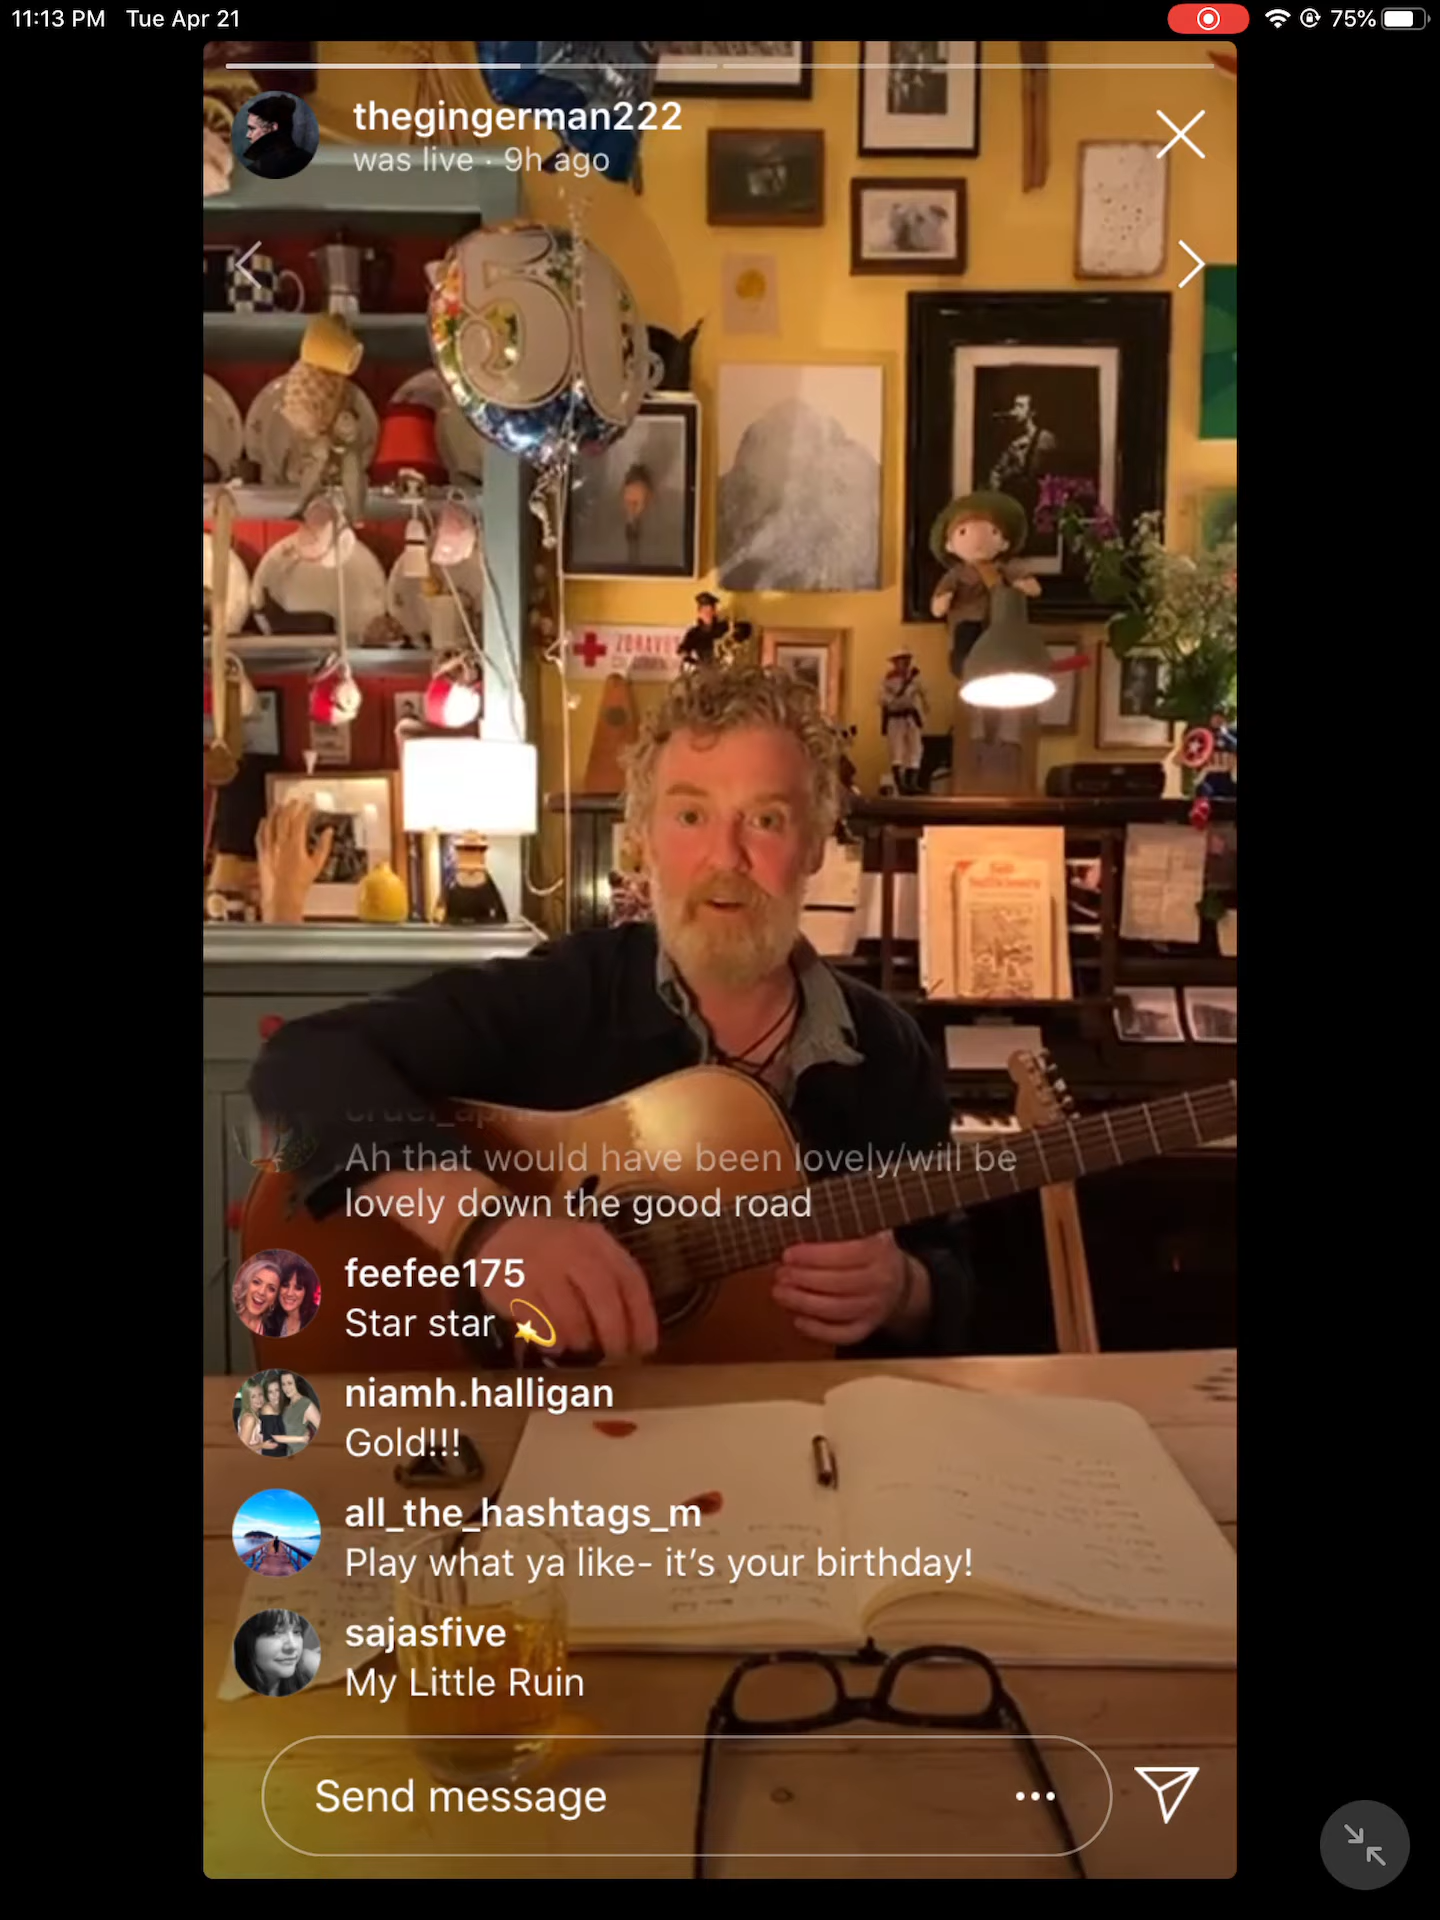 11:13 PM Tue Apr 21
75%
thegingerman222
was live · 9h ago
50
ZDRAVE
Ah that would have been lovely/will be
lovely down the good road
feefee175
Star star 💫
niamh.halligan
Gold!!!
all_the_hashtags_m
Play what ya like- it's your birthday!
sajasfive
My Little Ruin
Send message